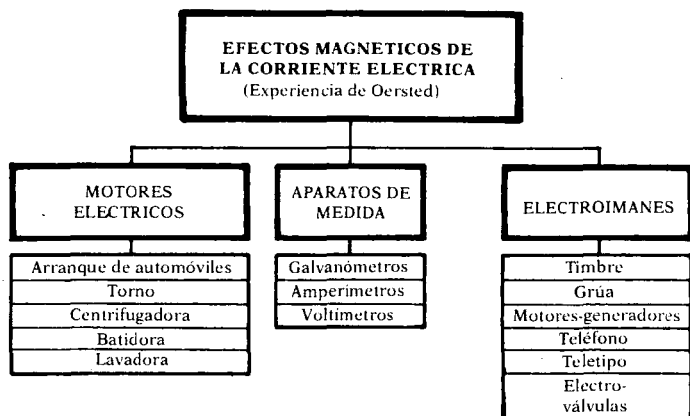 EFECTOS MAGNETICOS DE
LA CORRIENTE ELECTRICA
(Experiencia de Oersted)
MOTORES
ELECTRICOS
Arranque de automóviles
Torno
Centrifugadora
Batidora
Lavadora
APARATOS DE
MEDIDA
Galvanómetros
Amperímetros
Voltímetros
ELECTROIMANES
Timbre
Grúa
Motores-generadores
Teléfono
Teletipo
Electro-
válvulas